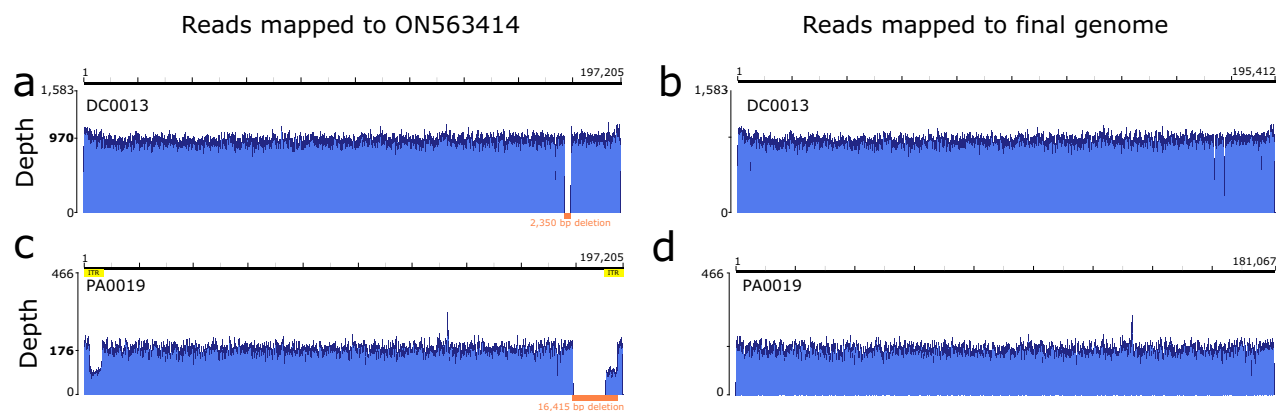 Reads mapped to ON563414
Reads mapped to final genome
a
1
197,205
1,583
DC0013
970
0
Depth
2,350 bp deletion
b
1
195,412
1,583
DC0013
0
c
1
197,205
466
ITR
ITR
PA0019
176
0
Depth
16,415 bp deletion
d
1
181,067
466
PA0019
0